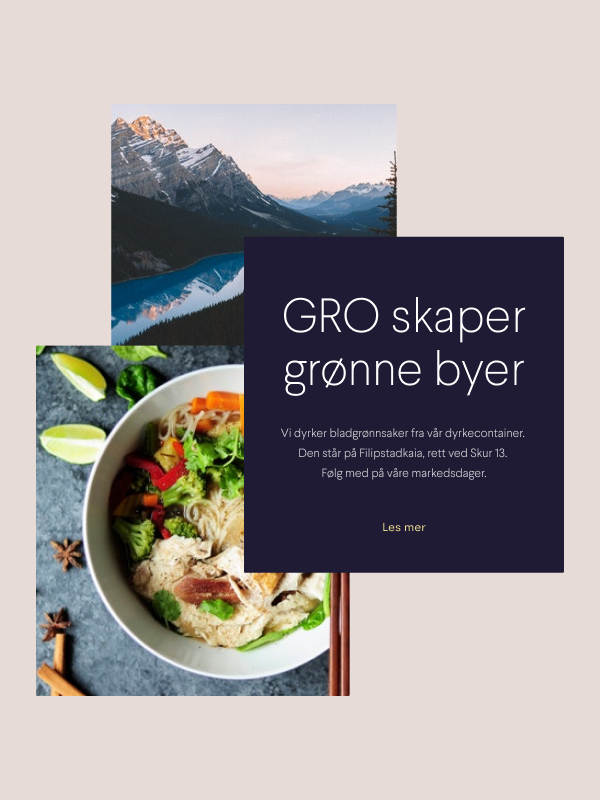 GRO skaper
grønne byer
Vi dyrker bladgrønnsaker fra vår dyrkecontainer.
Den står på Filipstadkaia, rett ved Skur 13.
Følg med på våre markedsdager.
Les mer